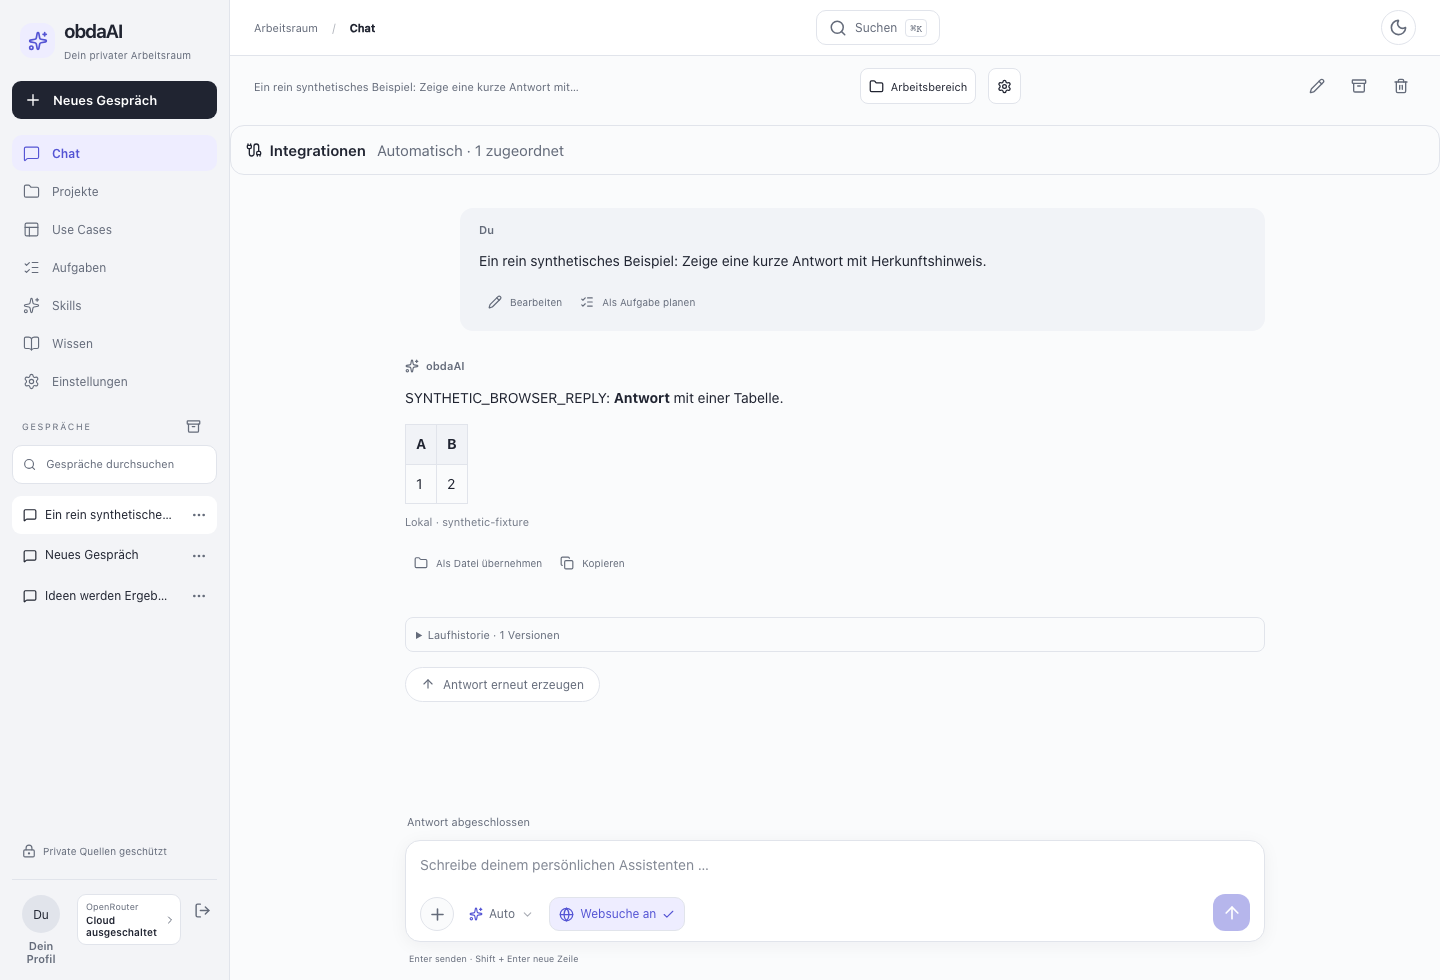 obdaAI
Dein privater Arbeitsraum
Neues Gespräch
Chat
Projekte
Use Cases
Aufgaben
Skills
Wissen
Einstellungen
GESPRÄCHE
Gespräche durchsuchen
Ein rein synthetische...
Neues Gespräch
Ideen werden Ergeb...
Private Quellen geschützt
Du
Dein
Profil
OpenRouter
Cloud
ausgeschaltet
Arbeitsraum / Chat
Suchen ⌘K
Ein rein synthetisches Beispiel: Zeige eine kurze Antwort mit...
Arbeitsbereich
Integrationen Automatisch · 1 zugeordnet
Du
Ein rein synthetisches Beispiel: Zeige eine kurze Antwort mit Herkunftshinweis.
Bearbeiten Als Aufgabe planen
obdaAI
SYNTHETIC_BROWSER_REPLY: Antwort mit einer Tabelle.
A B
1 2
Lokal · synthetic-fixture
Als Datei übernehmen Kopieren
Laufhistorie · 1 Versionen
Antwort erneut erzeugen
Antwort abgeschlossen
Schreibe deinem persönlichen Assistenten ...
Auto Websuche an
Enter senden · Shift + Enter neue Zeile